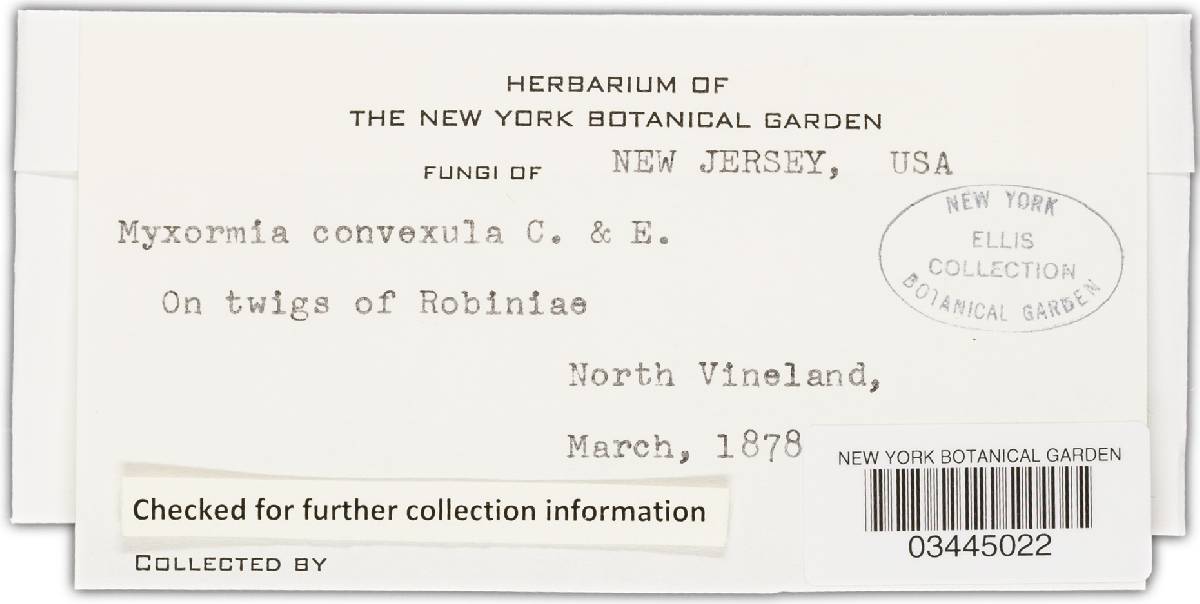 HERBARIUM OF
THE NEW YORK BOTANICAL GARDEN
FUNGI OF NEW JERSEY, USA
Myxormia convexula C. & E.
On twigs of Robiniae
NEW YORK
ELLIS
COLLECTION
BOTANICAL GARDEN
North Vineland,
March, 1878
NEW YORK BOTANICAL GARDEN
03445022
Checked for further collection information
COLLECTED BY